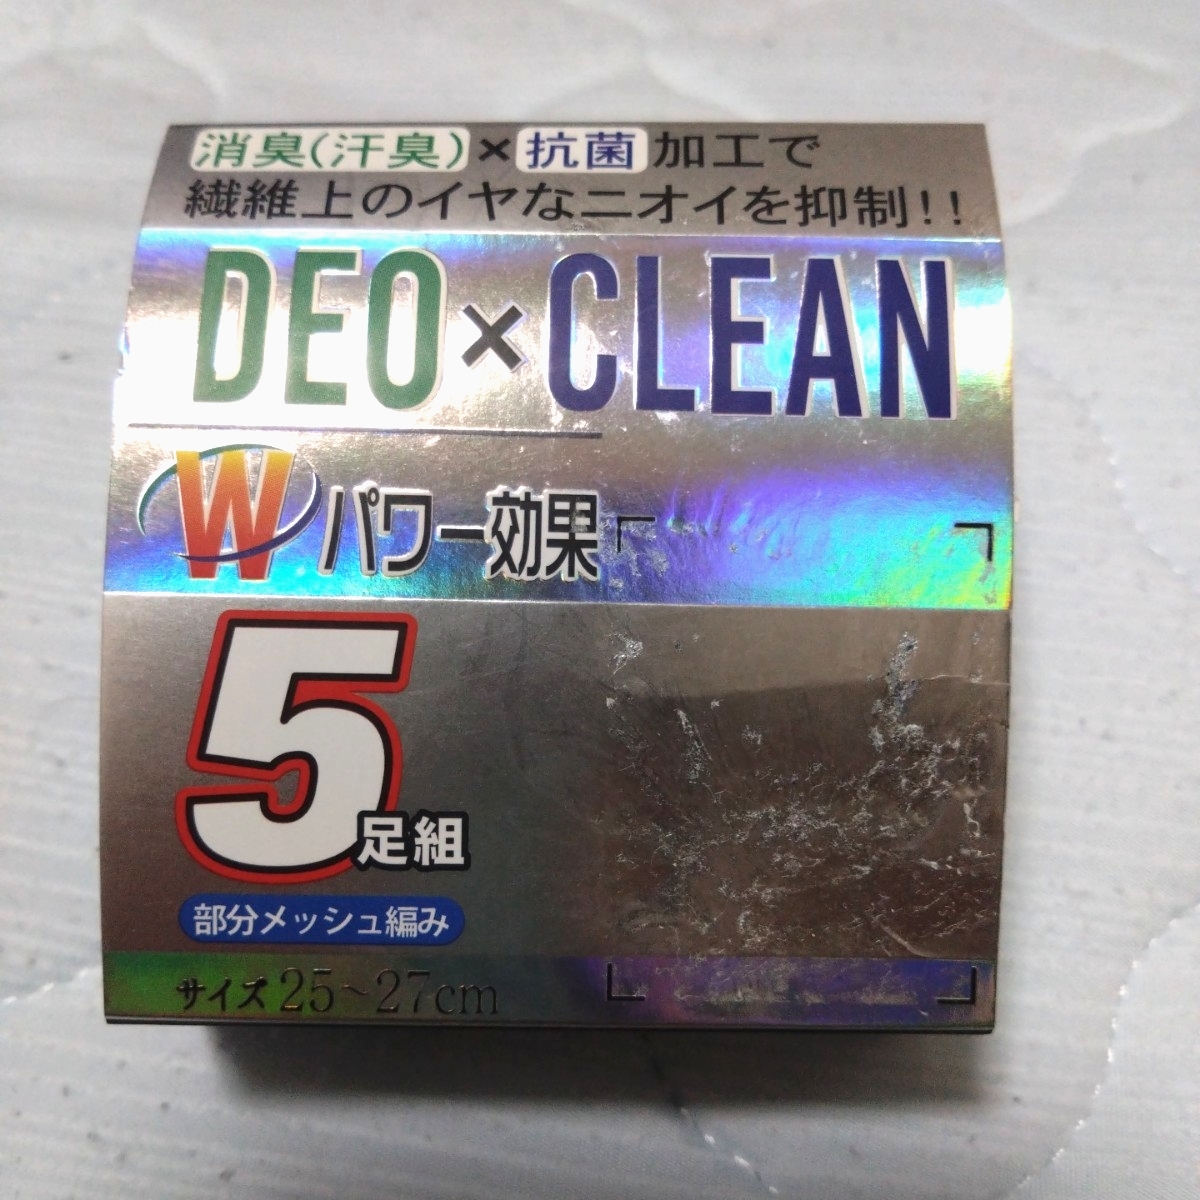 消臭(汗臭)×抗菌加工で
繊維上のイヤなニオイを抑制!!
DEO×CLEAN
Wパワー効果
5足組
部分メッシュ編み
サイズ25~27cm